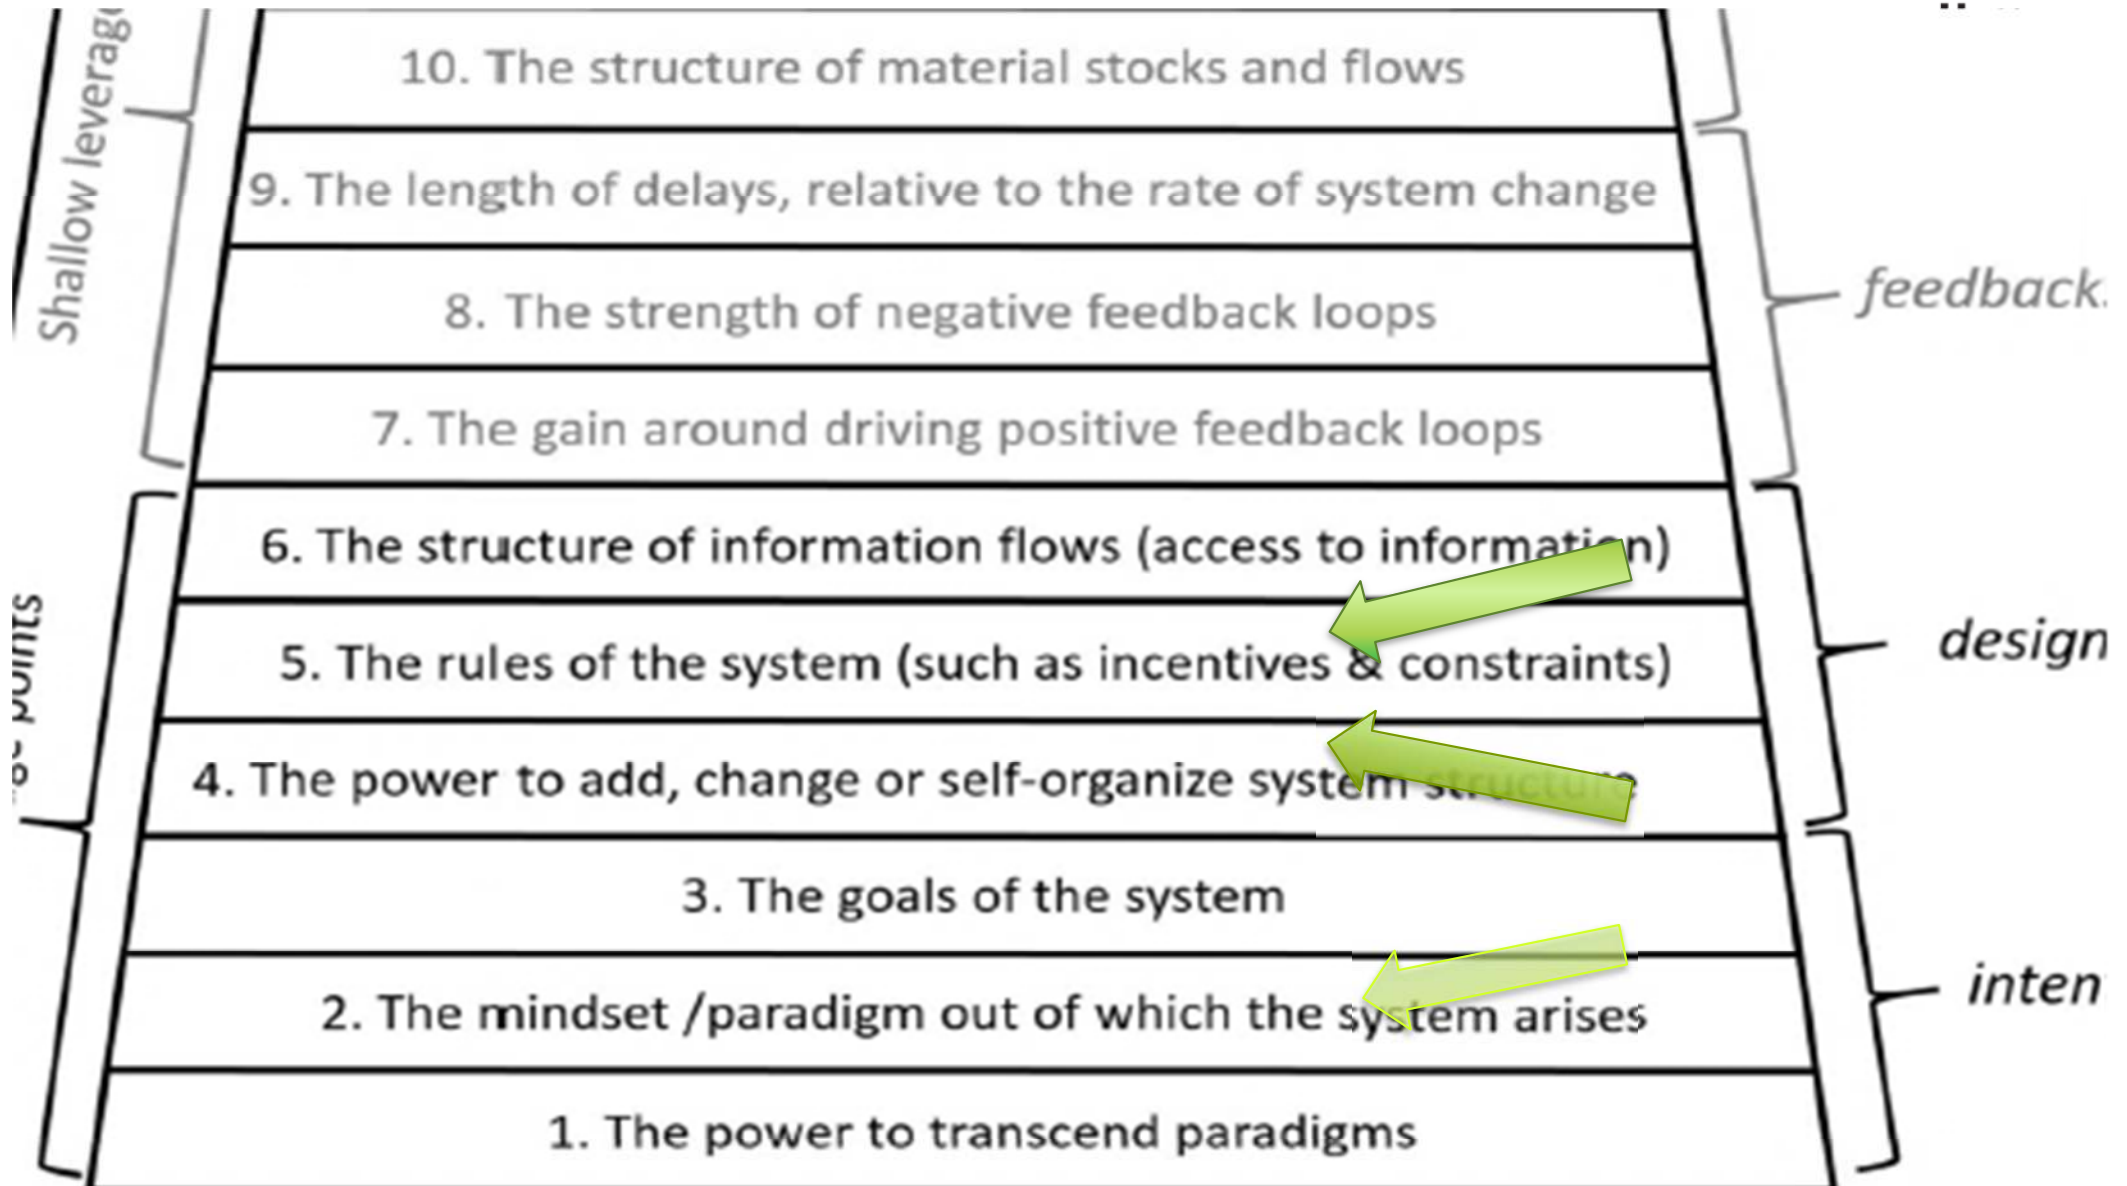 Shallow leverag
10. The structure of material stocks and flows
9. The length of delays, relative to the rate of system change
8. The strength of negative feedback loops
feedback
7. The gain around driving positive feedback loops
6. The structure of information flows (access to information)
5. The rules of the system (such as incentives & constraints)
design
points
4. The power to add, change or self-organize system structure
3. The goals of the system
inten
2. The mindset /paradigm out of which the system arises
1. The power to transcend paradigms